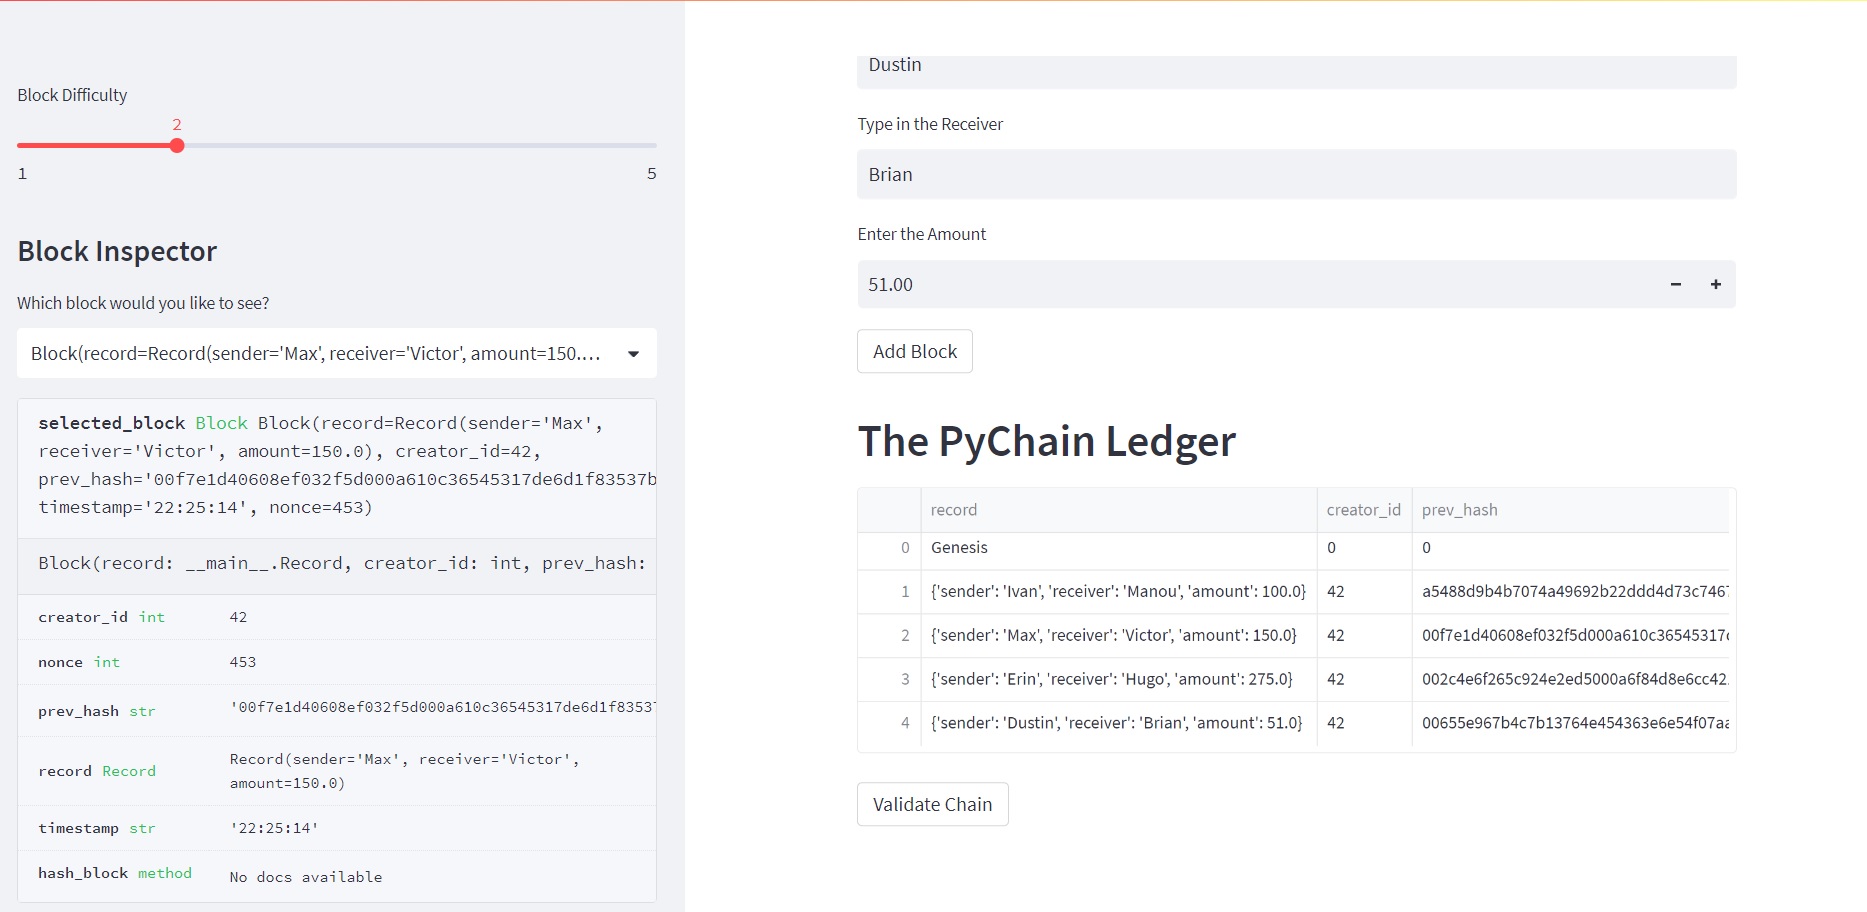 Block Difficulty
2
1 5
Block Inspector
Which block would you like to see?
Block(record=Record(sender='Max', receiver='Victor', amount=150.…
selected_block Block Block(record=Record(sender='Max',
receiver='Victor', amount=150.0), creator_id=42,
prev_hash='00f7e1d40608ef032f5d000a610c36545317de6d1f83537b
timestamp='22:25:14', nonce=453)
Block(record: __main__.Record, creator_id: int, prev_hash:
creator_id int 42
nonce int 453
prev_hash str '00f7e1d40608ef032f5d000a610c36545317de6d1f8353
record Record Record(sender='Max', receiver='Victor',
amount=150.0)
timestamp str '22:25:14'
hash_block method No docs available
Dustin
Type in the Receiver
Brian
Enter the Amount
51.00 − +
Add Block
The PyChain Ledger
record creator_id prev_hash
0 Genesis 0 0
1 {'sender': 'Ivan', 'receiver': 'Manou', 'amount': 100.0} 42 a5488d9b4b7074a49692b22ddd4d73c746
2 {'sender': 'Max', 'receiver': 'Victor', 'amount': 150.0} 42 00f7e1d40608ef032f5d000a610c36545317
3 {'sender': 'Erin', 'receiver': 'Hugo', 'amount': 275.0} 42 002c4e6f265c924e2ed5000a6f84d8e6cc42
4 {'sender': 'Dustin', 'receiver': 'Brian', 'amount': 51.0} 42 00655e967b4c7b13764e454363e6e54f07a
Validate Chain